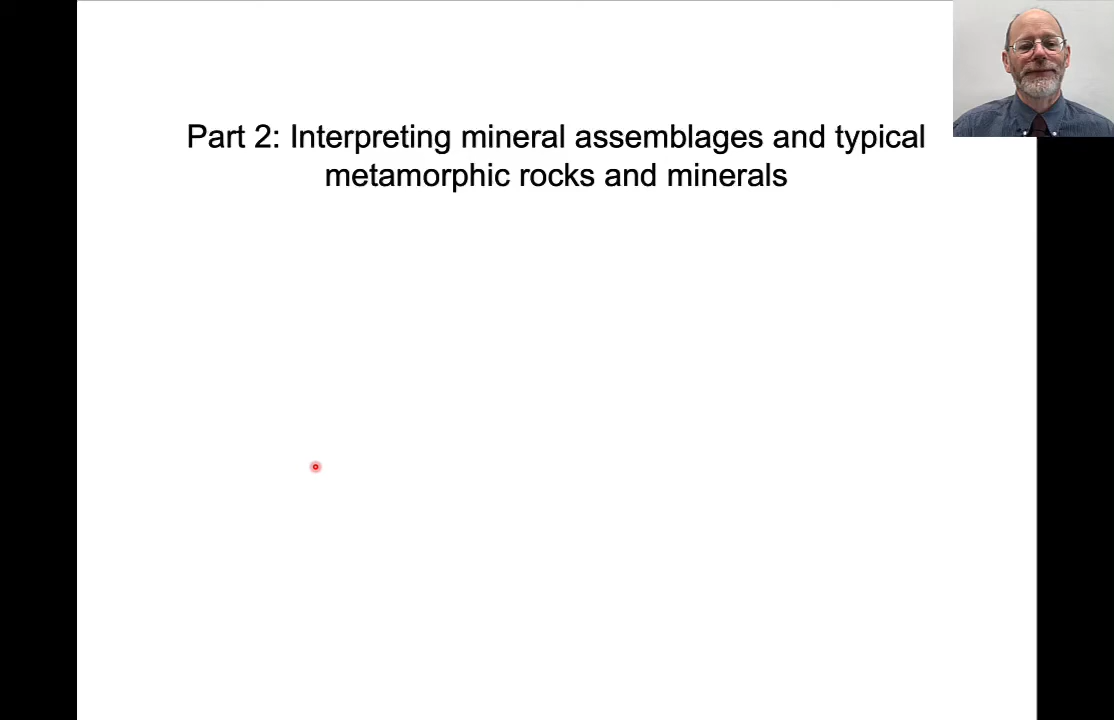 Part 2: Interpreting mineral assemblages and typical
metamorphic rocks and minerals